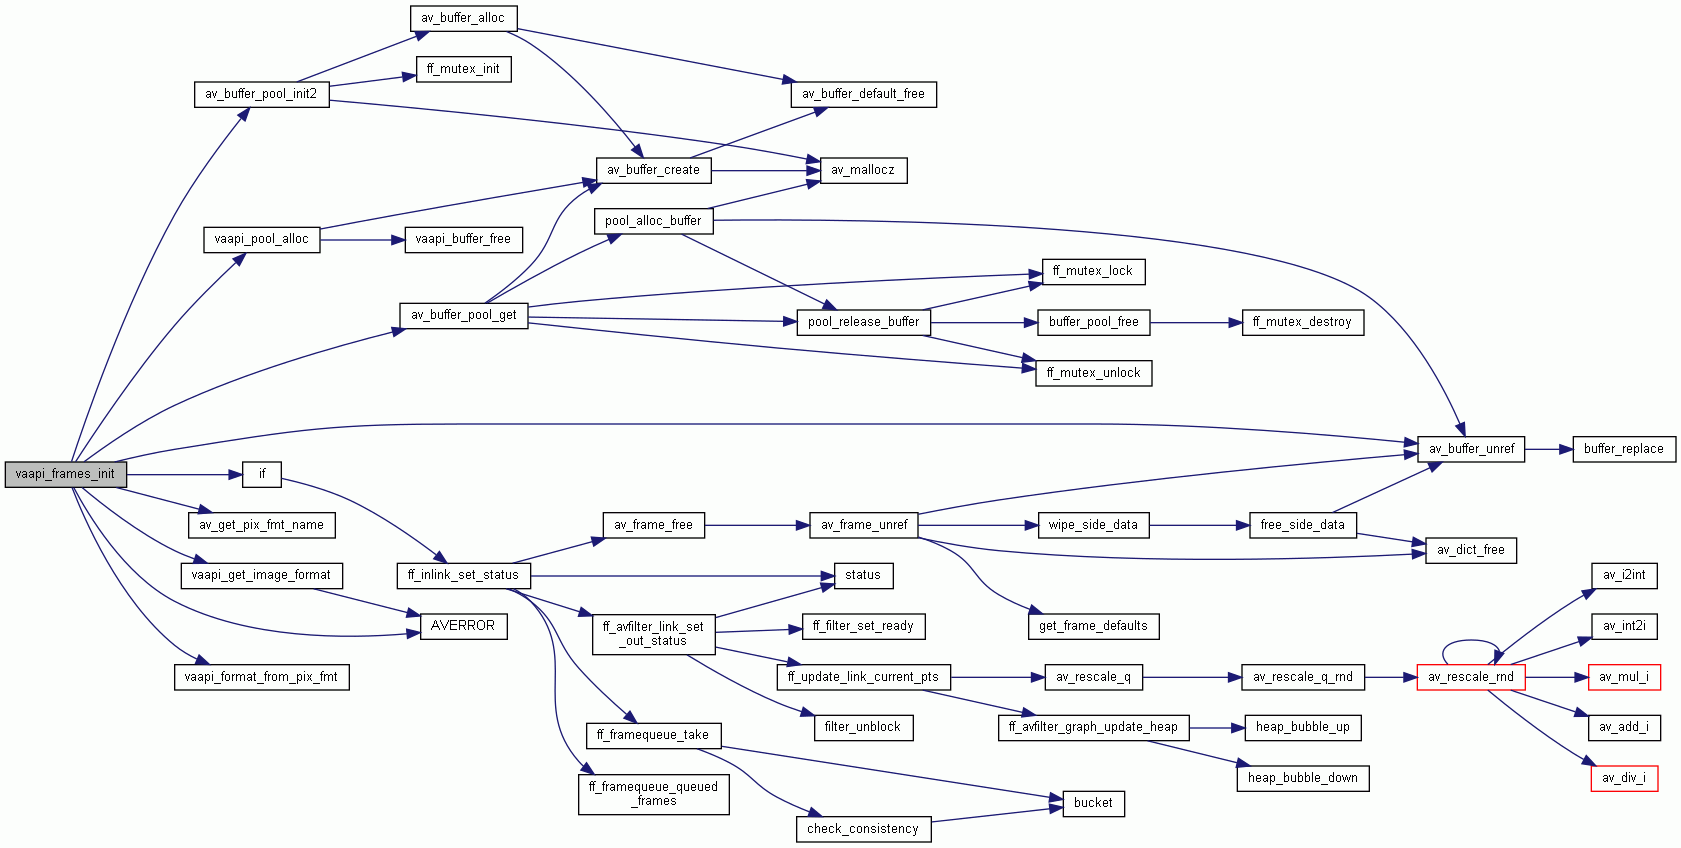 av_buffer_alloc
ff_mutex_init
av_buffer_pool_init2
av_buffer_default_free
av_buffer_create
av_mallocz
pool_alloc_buffer
vaapi_pool_alloc
vaapi_buffer_free
ff_mutex_lock
av_buffer_pool_get
pool_release_buffer
buffer_pool_free
ff_mutex_destroy
ff_mutex_unlock
av_buffer_unref
buffer_replace
vaapi_frames_init
if
av_get_pix_fmt_name
av_frame_free
av_frame_unref
wipe_side_data
free_side_data
av_dict_free
vaapi_get_image_format
ff_inlink_set_status
status
av_i2int
AVERROR
ff_avfilter_link_set
_out_status
ff_filter_set_ready
get_frame_defaults
av_int2i
vaapi_format_from_pix_fmt
ff_update_link_current_pts
av_rescale_q
av_rescale_q_rnd
av_rescale_rnd
av_mul_i
filter_unblock
ff_avfilter_graph_update_heap
heap_bubble_up
av_add_i
ff_framequeue_take
heap_bubble_down
av_div_i
ff_framequeue_queued
_frames
bucket
check_consistency